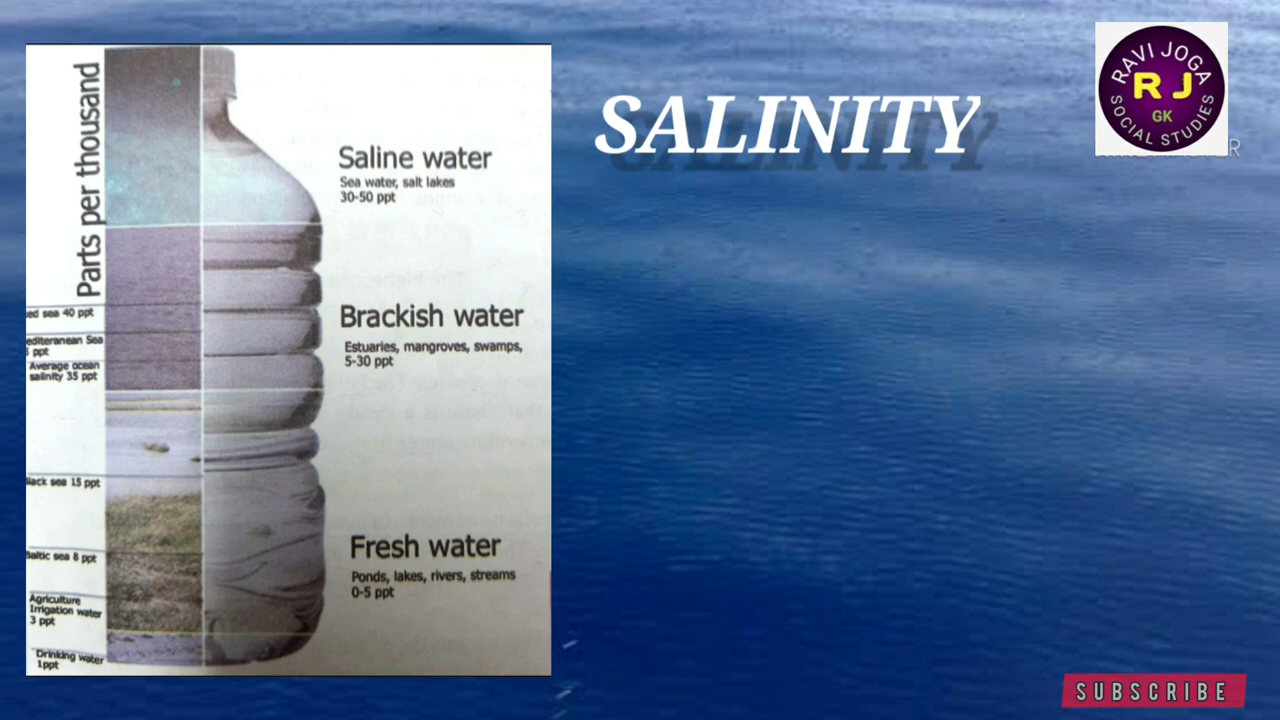 SALINITY
RAVI JOGA
R J
GK
SOCIAL STUDIES
Parts per thousand
Saline water
Sea water, salt lakes
30-50 ppt
Brackish water
Estuaries, mangroves, swamps,
5-30 ppt
Fresh water
Ponds, lakes, rivers, streams
0-5 ppt
ed sea 40 ppt
editeranean Sea
ppt
Average ocean
salinity 35 ppt
lack sea 15 ppt
altic sea 8 ppt
Agriculture
Irrigation water
3 ppt
Drinking water
1ppt
SUBSCRIBE